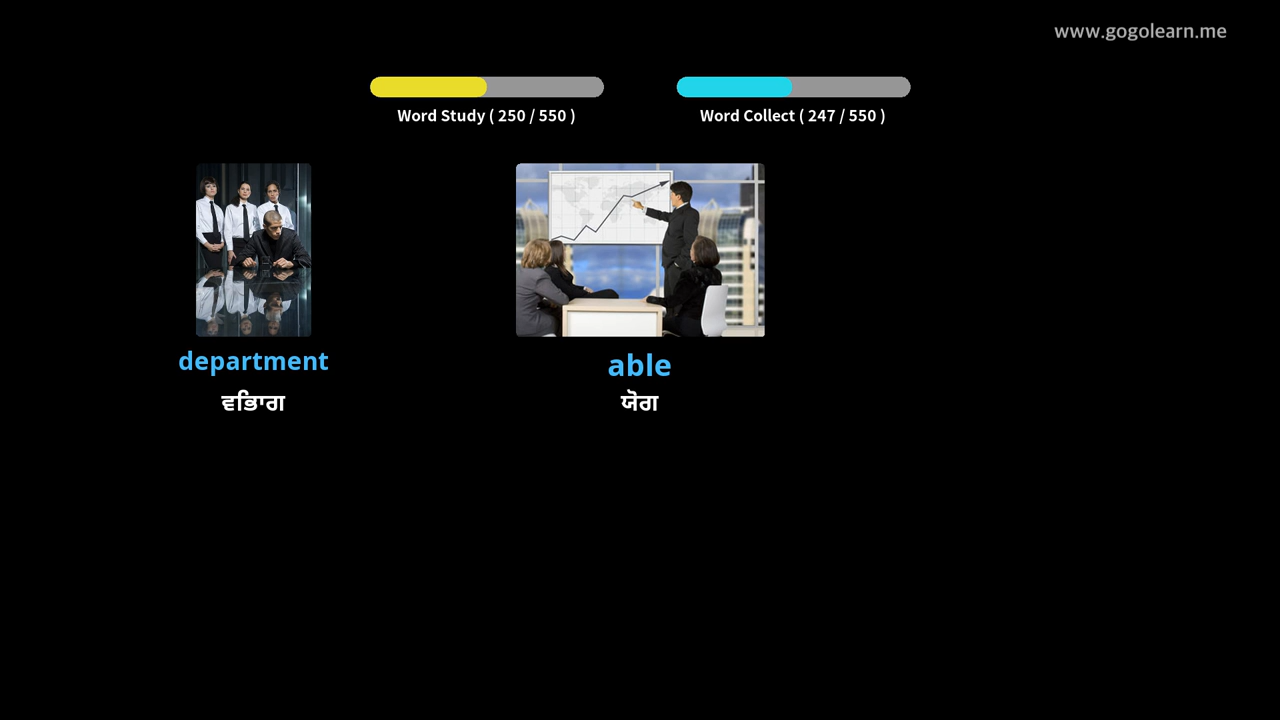 www.gogolearn.me
Word Study ( 250 / 550 )
Word Collect ( 247 / 550 )
department
able
ਵਿਭਾਗ
ਯੋਗ